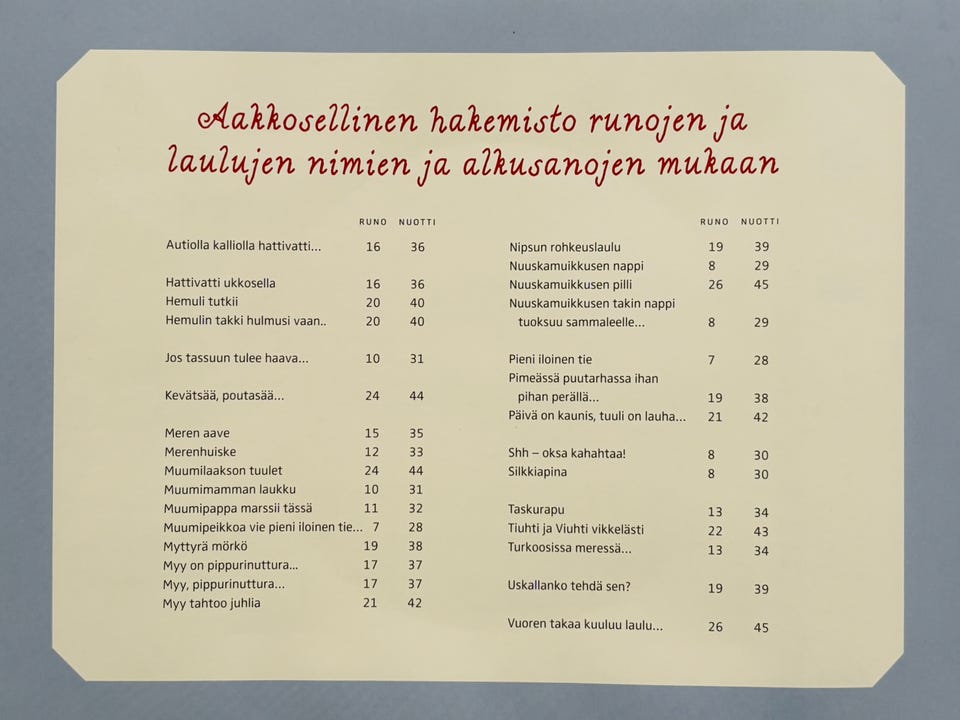 Aakkosellinen hakemisto runojen ja
laulujen nimien ja alkusanojen mukaan
RUNO NUOTTI
Autiolla kalliolla hattivatti... 16 36
Hattivatti ukkosella 16 36
Hemuli tutkii 20 40
Hemulin takki hulmusi vaan.. 20 40
Jos tassuun tulee haava... 10 31
Kevätsää, poutasää... 24 44
Meren aave 15 35
Merenhuiske 12 33
Muumilaakson tuulet 24 44
Muumimamman laukku 10 31
Muumipappa marssii tässä 11 32
Muumipeikkoa vie pieni iloinen tie... 7 28
Myttyrä mörkö 19 38
Myy on pippurinuttura... 17 37
Myy, pippurinuttura... 17 37
Myy tahtoo juhlia 21 42
RUNO NUOTTI
Nipsun rohkeuslaulu 19 39
Nuuskamuikkusen nappi 8 29
Nuuskamuikkusen pilli 26 45
Nuuskamuikkusen takin nappi
tuoksuu sammaleelle... 8 29
Pieni iloinen tie 7 28
Pimeässä puutarhassa ihan
pihan perällä... 19 38
Päivä on kaunis, tuuli on lauha... 21 42
Shh – oksa kahahtaa! 8 30
Silkkiapina 8 30
Taskurapu 13 34
Tiuhti ja Viuhti vikkelästi 22 43
Turkoosissa meressä... 13 34
Uskallanko tehdä sen? 19 39
Vuoren takaa kuuluu laulu... 26 45